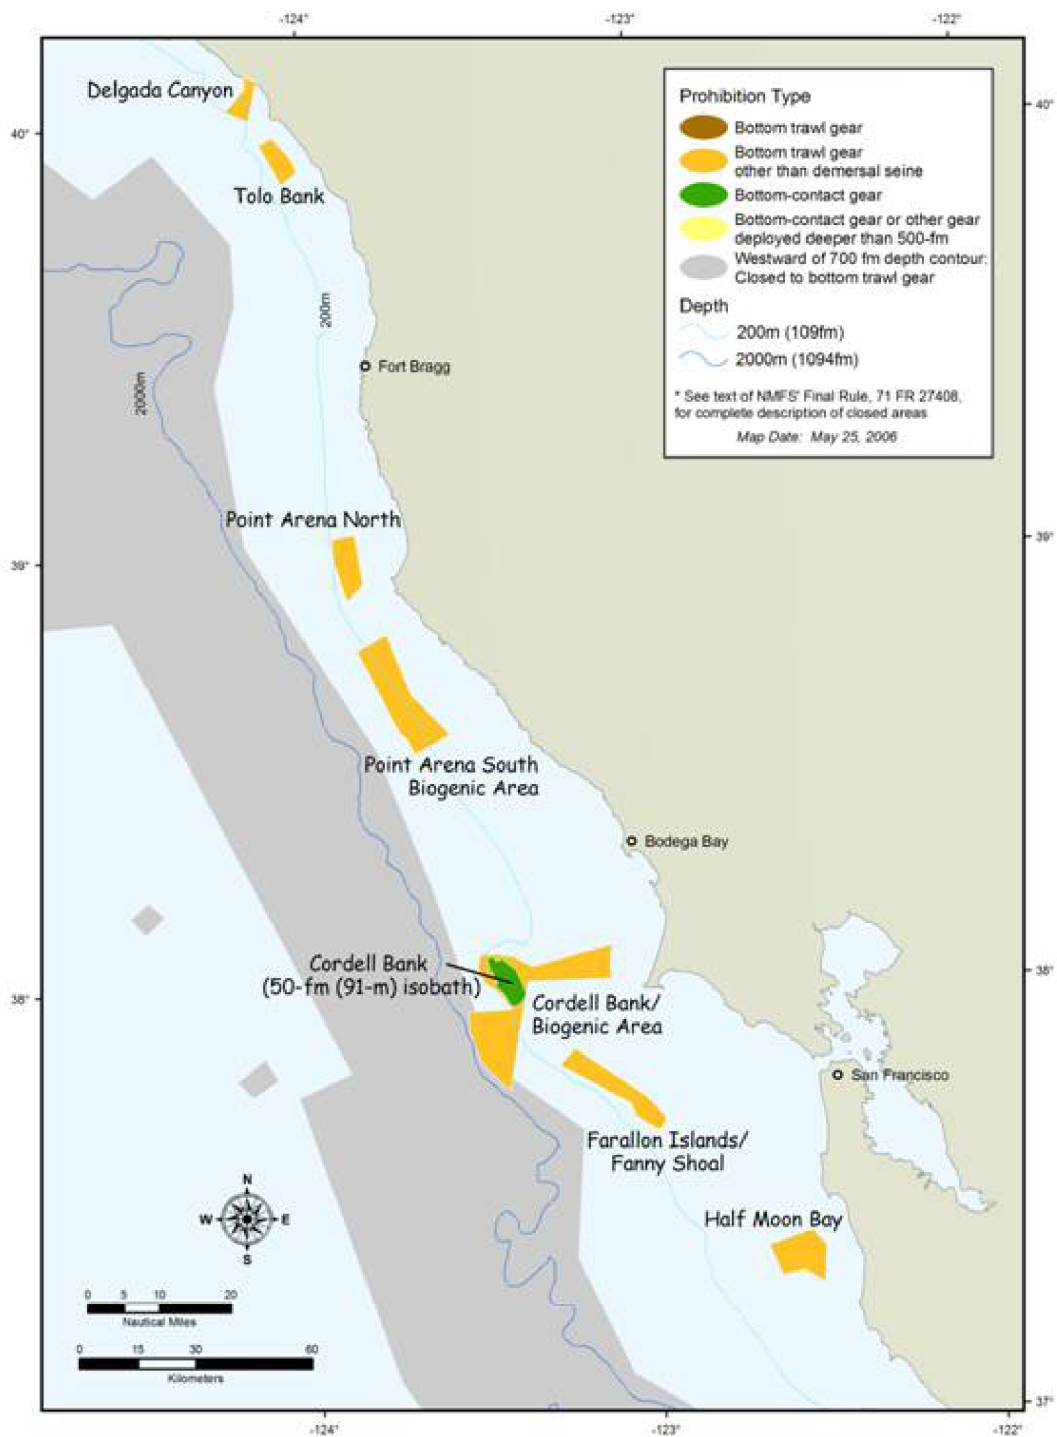 -124°
-123°
-122°
Delgada Canyon
Prohibition Type
Bottom trawl gear
Bottom trawl gear
other than demersal seine
Bottom-contact gear
Bottom-contact gear or other gear
deployed deeper than 500-fm
Westward of 700 fm depth contour:
Closed to bottom trawl gear
Depth
200m (109fm)
2000m (1094fm)
* See text of NMFS' Final Rule, 71 FR 27408,
for complete description of closed areas
Map Date: May 25, 2006
40°
40°
Tolo Bank
200m
2000m
Fort Bragg
Point Arena North
39°
39°
Point Arena South
Biogenic Area
Bodega Bay
Cordell Bank
(50-fm (91-m) isobath)
38°
38°
Cordell Bank/
Biogenic Area
San Francisco
Farallon Islands/
Fanny Shoal
Half Moon Bay
N
W
E
S
0 5 10 20
Nautical Miles
0 15 30 60
Kilometers
37°
-124°
-123°
-122°